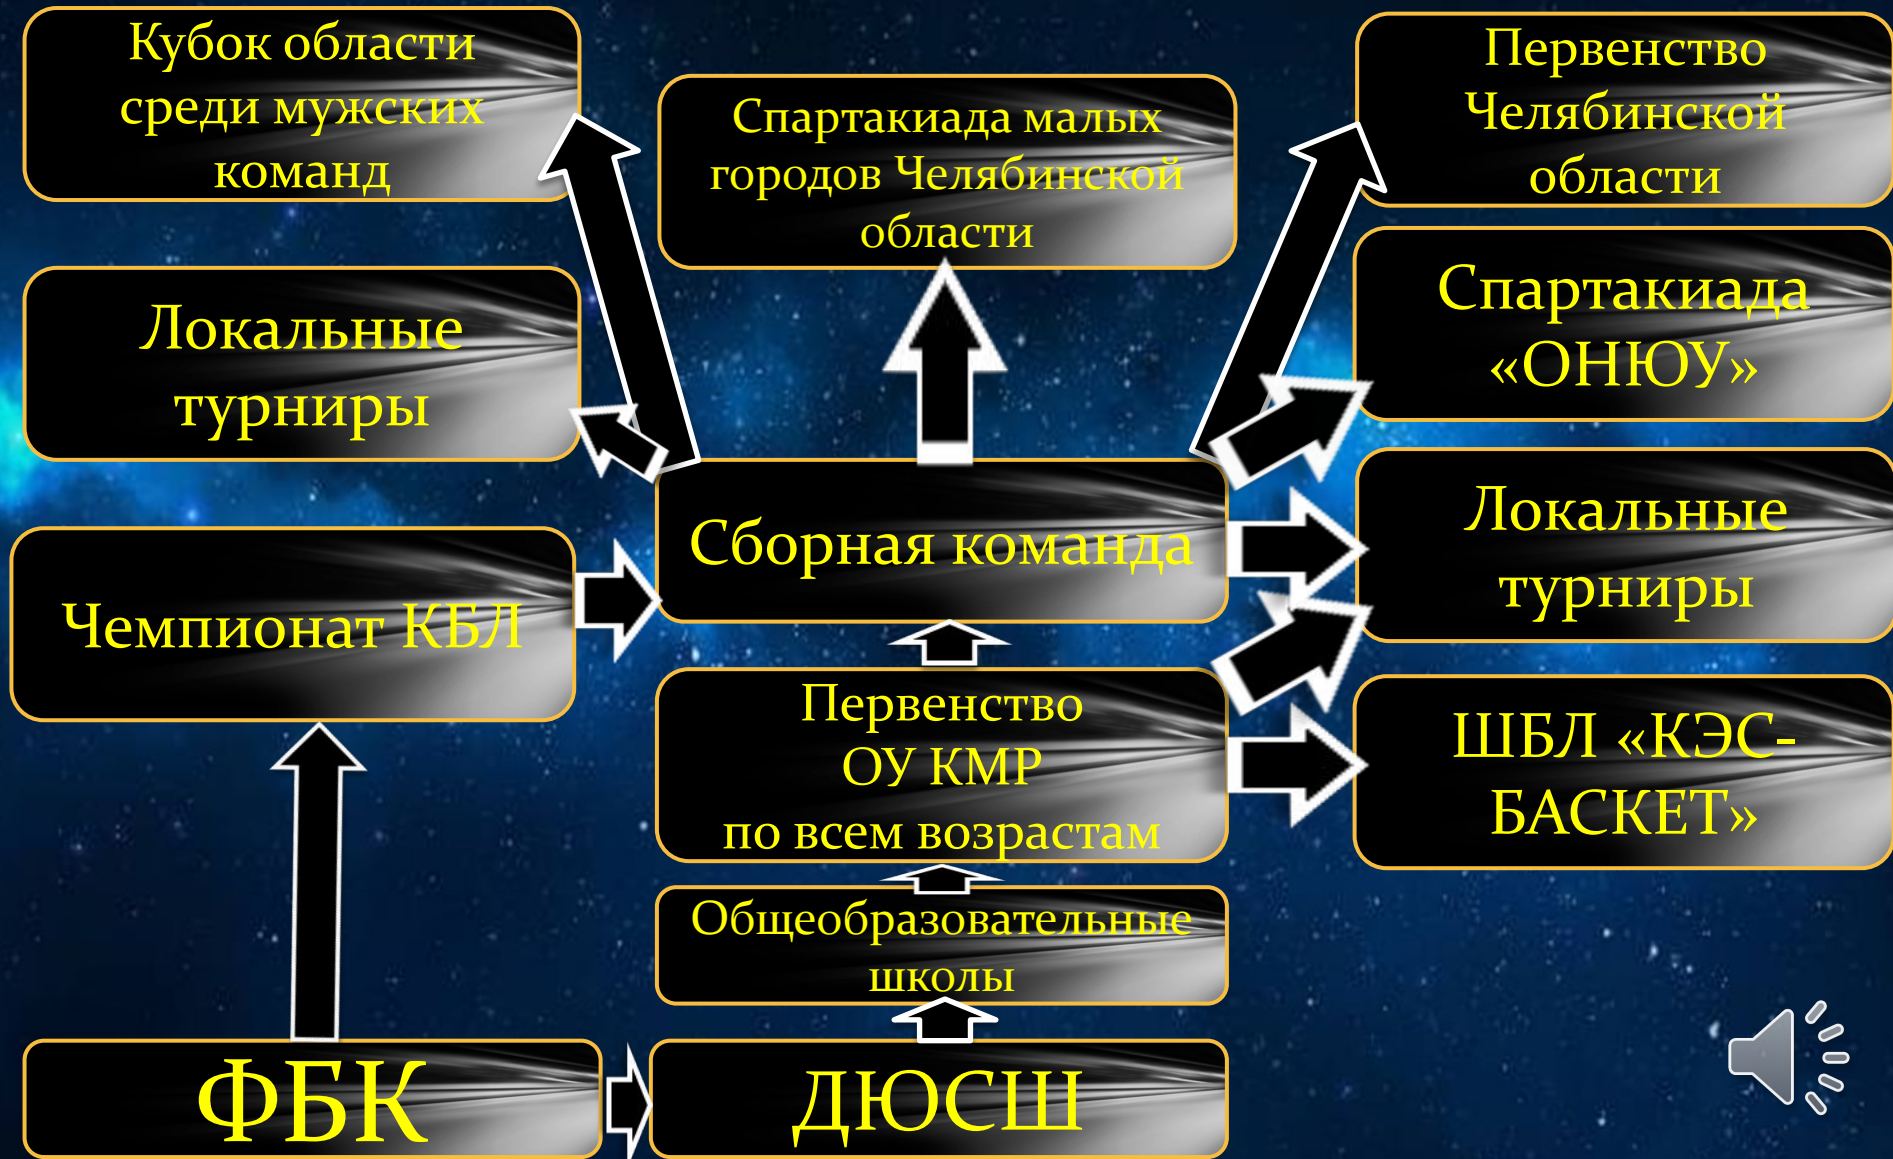 Кубок области
среди мужских
команд
Спартакиада малых
городов Челябинской
области
Первенство
Челябинской
области
Локальные
турниры
Спартакиада
«ОНЮУ»
Чемпионат КБЛ
Сборная команда
Локальные
турниры
Первенство
ОУ КМР
по всем возрастам
ШБЛ «КЭС-
БАСКЕТ»
Общеобразовательные
школы
ФБК
ДЮСШ